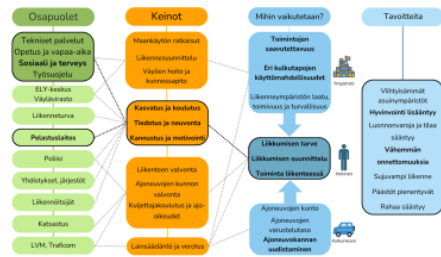 Osapuolet
Tekniset palvelut
Opetus ja vapaa-aika
Sosiaali ja terveys
Työsuojelu
ELY-keskus
Väylävirasto
Liikenneturva
Pelastuslaitos
Poliisi
Yhdistykset, järjestöt
Liikennöitsijät
Katsastus
LVM, Traficom
Keinot
Maankäytön ratkaisut
Liikennesuunnittelu
Väylien hoito ja
kunnossapito
Kasvatus ja koulutus
Tiedotus ja neuvonta
Kannustus ja motivointi
Liikenteen valvonta
Ajoneuvojen kunnon
valvonta
Kuljettajakoulutus ja ajo-
oikeudet
Lainsäädäntö ja verotus
Mihin vaikutetaan?
Toimintojen
saavutettavuus
Eri kulkutapojen
käyttömahdollisuudet
Liikenneympäristön laatu,
toimivuus ja turvallisuus
Ympäristö
Liikkumisen tarve
Liikkumisen suunnittelu
Toiminta liikenteessä
Ihminen
Ajoneuvojen kunto
Ajoneuvojen
varustelutaso
Ajoneuvokannan
uudistaminen
Kulkuneuvo
Tavoitteita
Viihtyisämmät
asuinympäristöt
Hyvinvointi lisääntyy
Luonnonvaroja ja tilaa
säästyy
Vähemmän
onnettomuuksia
Sujuvampi liikenne
Päästöt pienentyvät
Rahaa säästyy